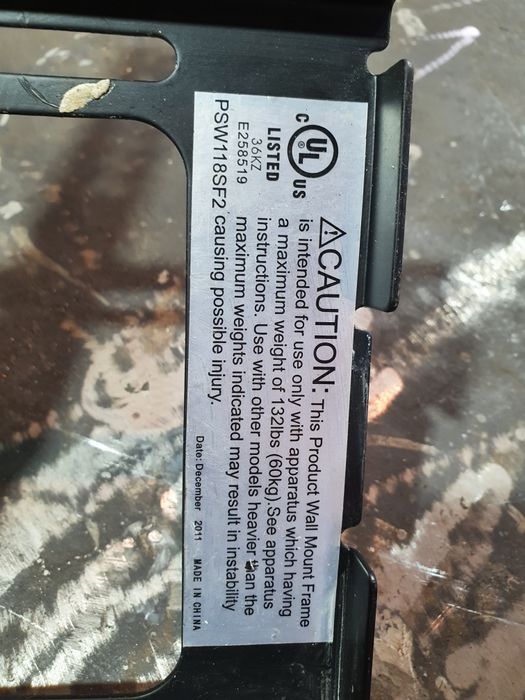 C UL US
®
LISTED
36KZ
E258519
PSW118SF2
⚠CAUTION: This Product Wall Mount Frame
is intended for use only with apparatus which having
a maximum weight of 132lbs (60kg).See apparatus
instructions. Use with other models heavier than the
maximum weights indicated may result in instability
causing possible injury.
Date: December 2011 MADE IN CHINA